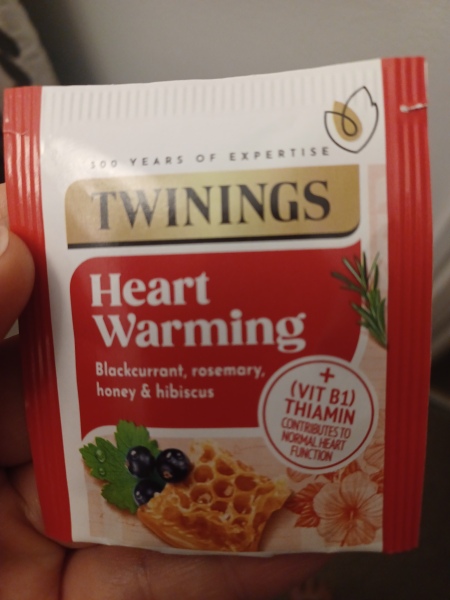 300 YEARS OF EXPERTISE
TWININGS
Heart
Warming
Blackcurrant, rosemary,
honey & hibiscus
+
(VIT B1)
THIAMIN
CONTRIBUTES TO
NORMAL HEART
FUNCTION